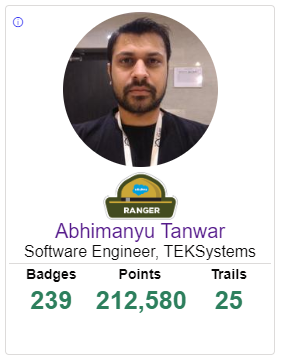 RANGER
Abhimanyu Tanwar
Software Engineer, TEKSystems
Badges Points Trails
239 212,580 25